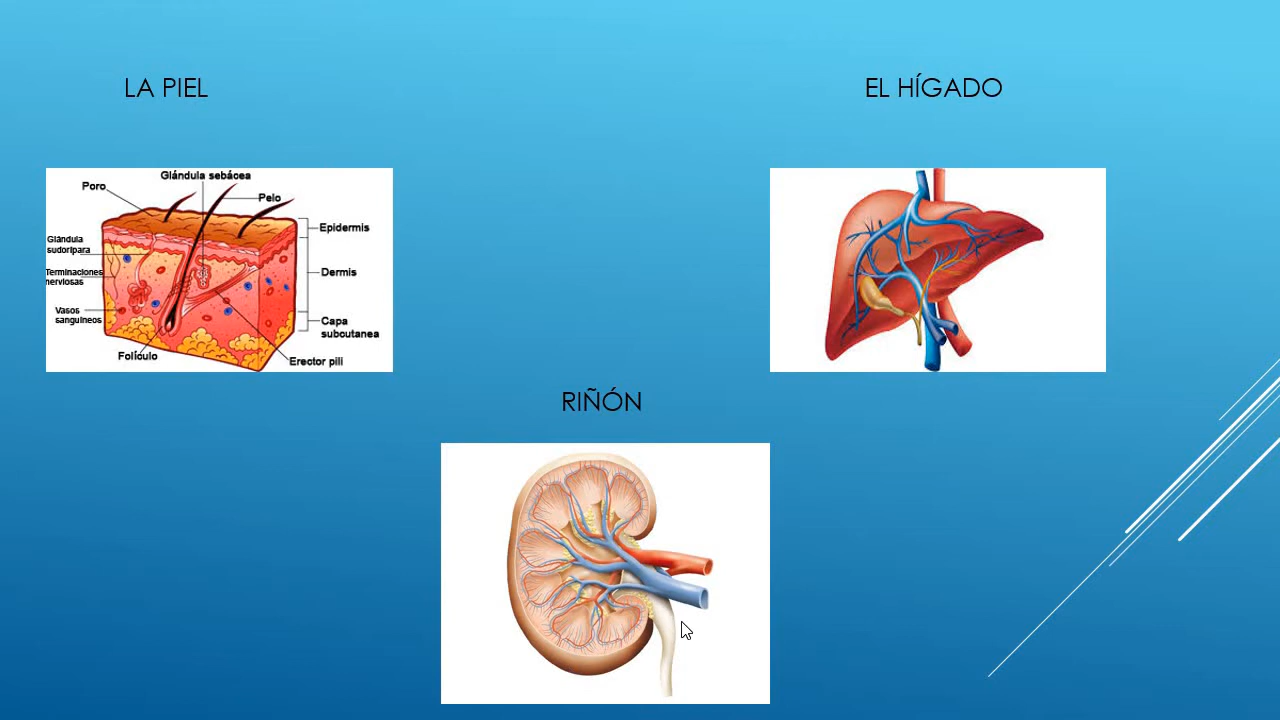 LA PIEL
EL HÍGADO
Glándula sebácea
Poro
Pelo
Epidermis
Glándula
sudorípara
Terminaciones
nerviosas
Dermis
Vasos
sanguíneos
Capa
subcutanea
Folículo
Erector pili
RIÑÓN